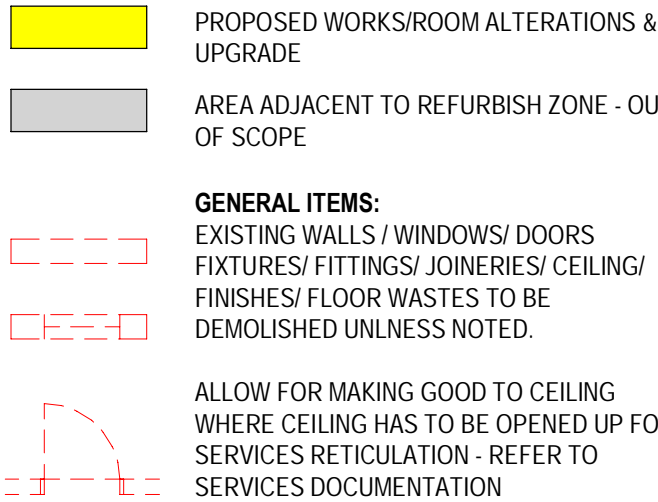 PROPOSED WORKS/ROOM ALTERATIONS &
UPGRADE
AREA ADJACENT TO REFURBISH ZONE - OU
OF SCOPE
GENERAL ITEMS:
EXISTING WALLS / WINDOWS/ DOORS
FIXTURES/ FITTINGS/ JOINERIES/ CEILING/
FINISHES/ FLOOR WASTES TO BE
DEMOLISHED UNLNESS NOTED.
ALLOW FOR MAKING GOOD TO CEILING
WHERE CEILING HAS TO BE OPENED UP FO
SERVICES RETICULATION - REFER TO
SERVICES DOCUMENTATION